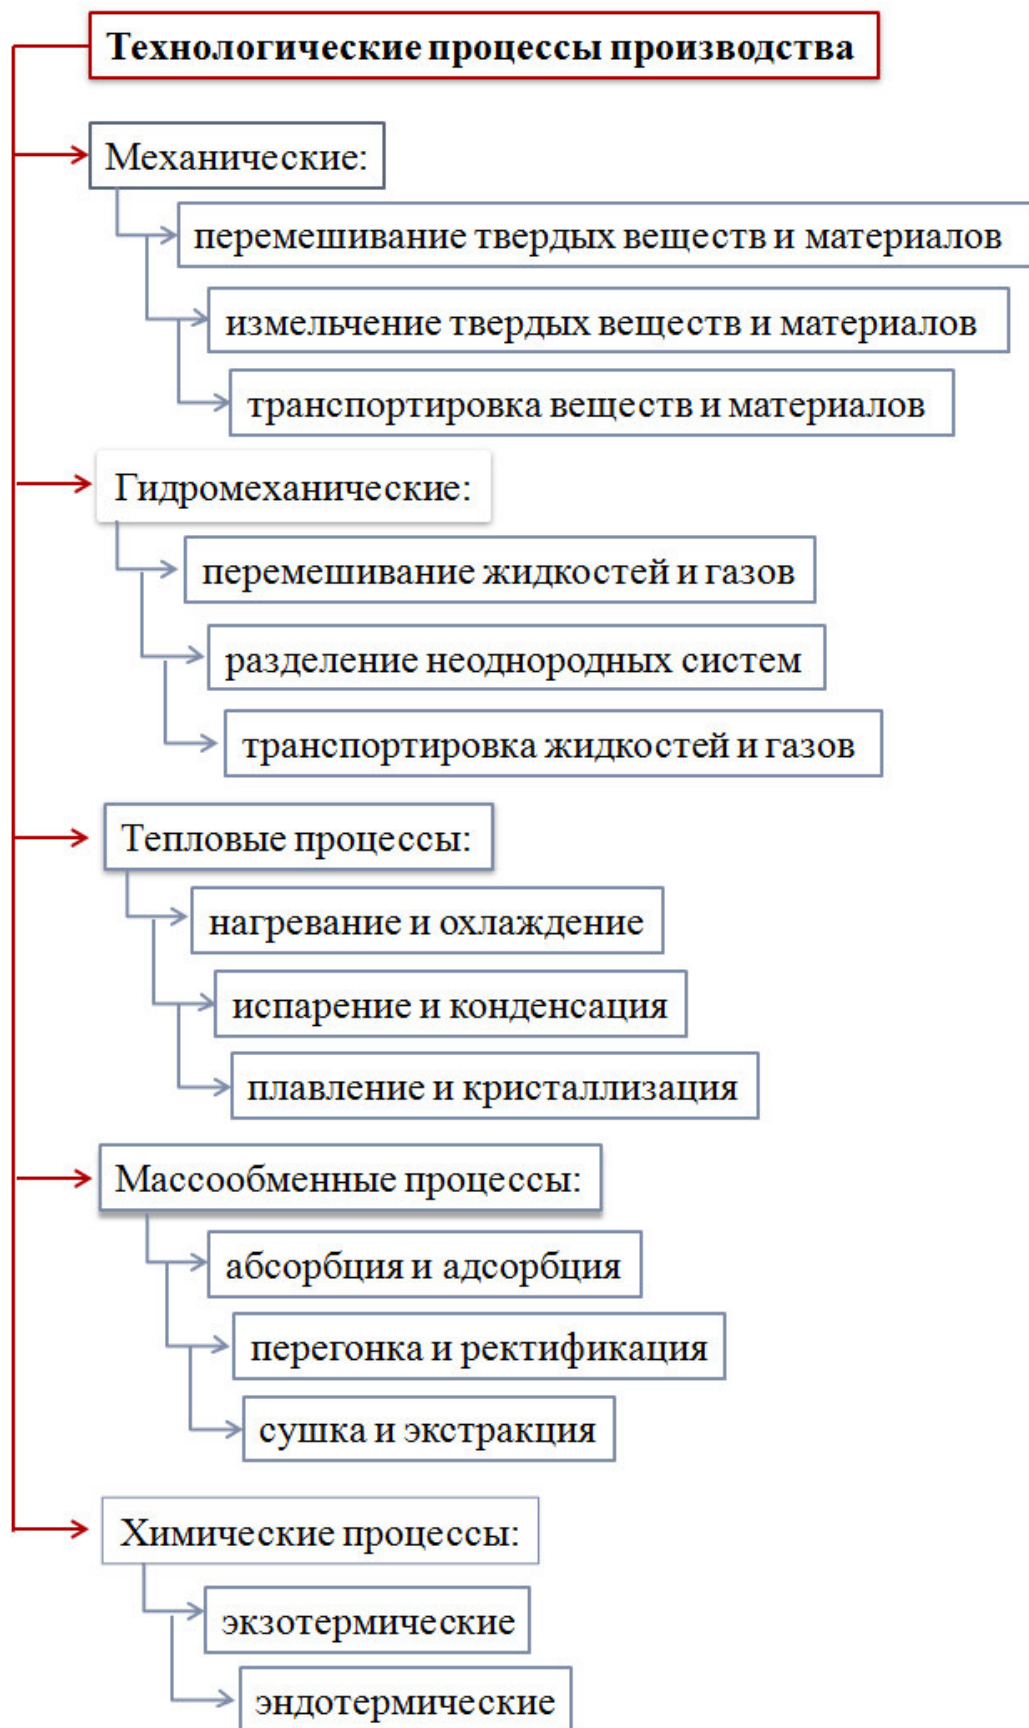 Технологические процессы производства
Механические:
перемешивание твердых веществ и материалов
измельчение твердых веществ и материалов
транспортировка веществ и материалов
Гидромеханические:
перемешивание жидкостей и газов
разделение неоднородных систем
транспортировка жидкостей и газов
Тепловые процессы:
нагревание и охлаждение
испарение и конденсация
плавление и кристаллизация
Массообменные процессы:
абсорбция и адсорбция
перегонка и ректификация
сушка и экстракция
Химические процессы:
экзотермические
эндотермические